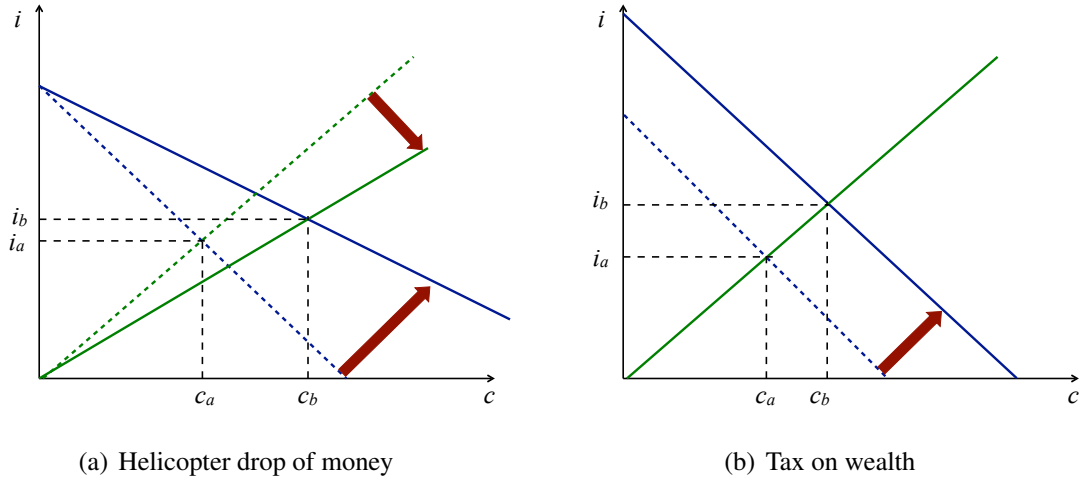 i
i_b
i_a
c_a
c_b
c
(a) Helicopter drop of money
i
i_b
i_a
c_a
c_b
c
(b) Tax on wealth